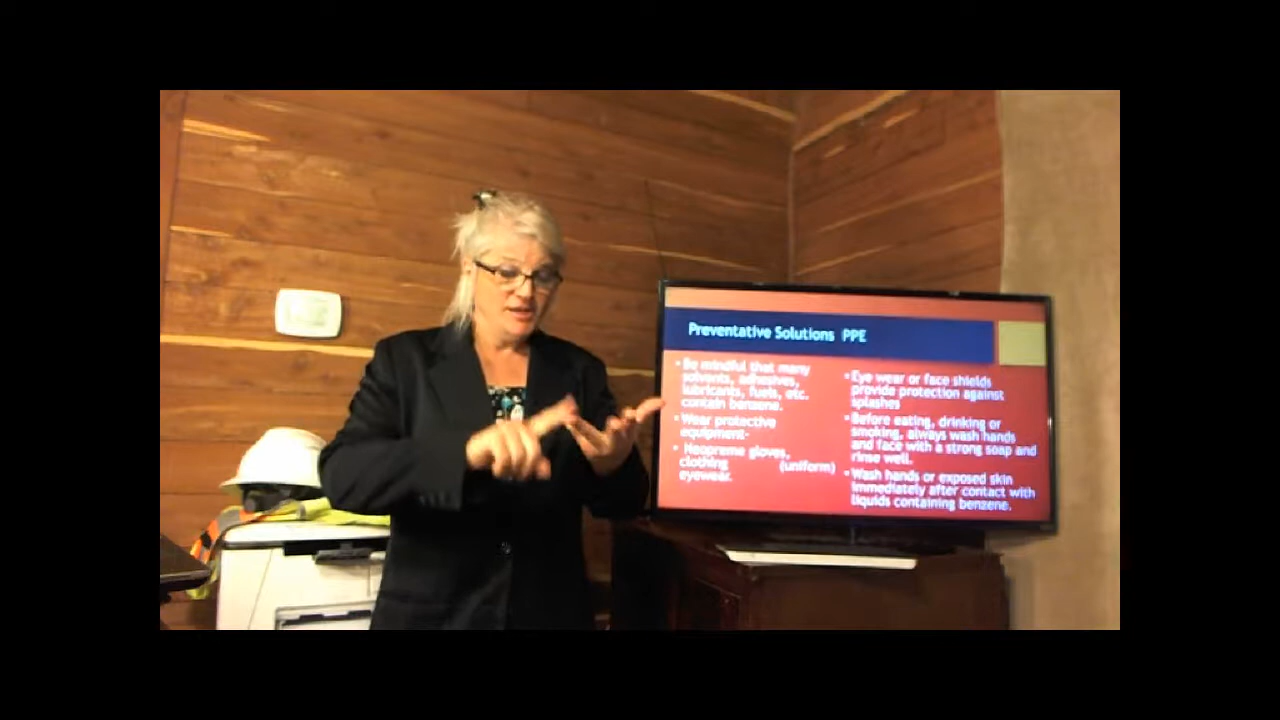 Preventative Solutions PPE
• Be mindful that many
solvents, adhesives,
lubricants, fuels, etc.
contain benzene.
• Wear protective
equipment-
• Neopreme gloves,
clothing (uniform)
eyewear.
• Eye wear or face shields
provide protection against
splashes
• Before eating, drinking or
smoking, always wash hands
and face with a strong soap and
rinse well.
• Wash hands or exposed skin
immediately after contact with
liquids containing benzene.